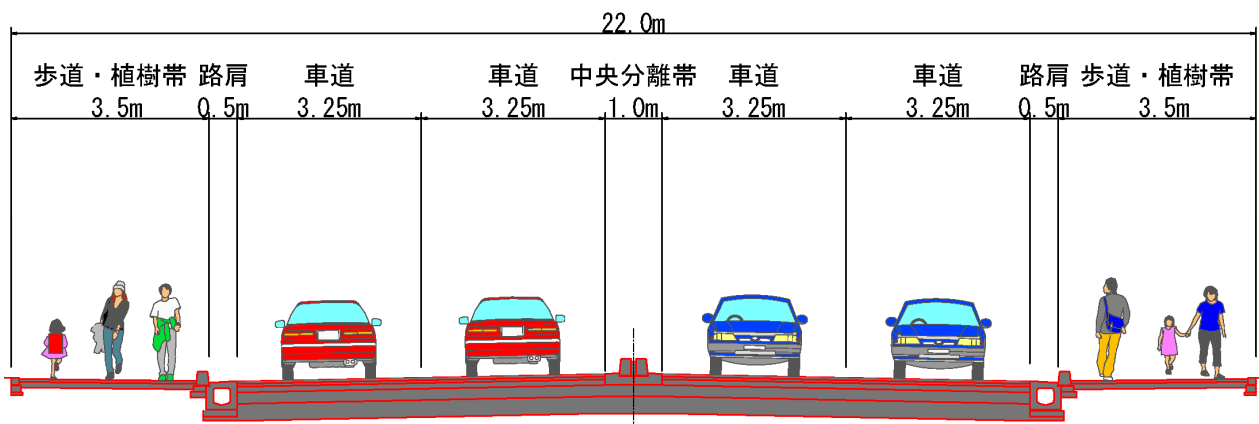 22.0m
歩道・植樹帯 路肩 車道 車道 中央分離帯 車道 車道 路肩 歩道・植樹帯
3.5m 0.5m 3.25m 3.25m 1.0m 3.25m 3.25m 0.5m 3.5m